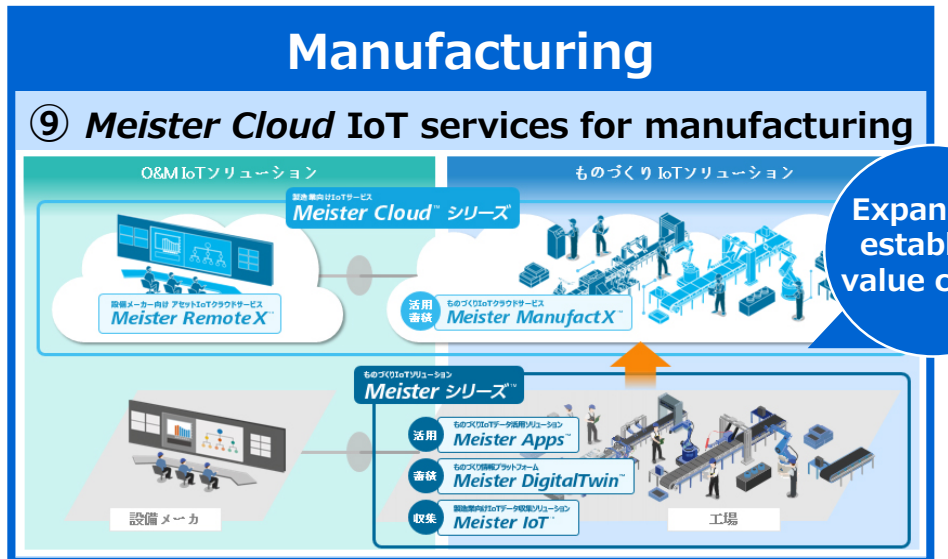 Manufacturing
⑨ Meister Cloud IoT services for manufacturing
O&M IoTソリューション
ものづくり IoTソリューション
製造業向けIoTサービス
Meister Cloud™ シリーズ
Expan
establ
value c
設備メーカー向け アセットIoTクラウドサービス
Meister RemoteX™
活用
蓄積
ものづくりIoTクラウドサービス
Meister ManufactX™
ものづくりIoTソリューション
Meister シリーズ™
活用
ものづくりIoTデータ活用ソリューション
Meister Apps™
蓄積
ものづくり情報プラットフォーム
Meister DigitalTwin™
収集
製造業向けIoTデータ収集ソリューション
Meister IoT™
設備メーカ
工場